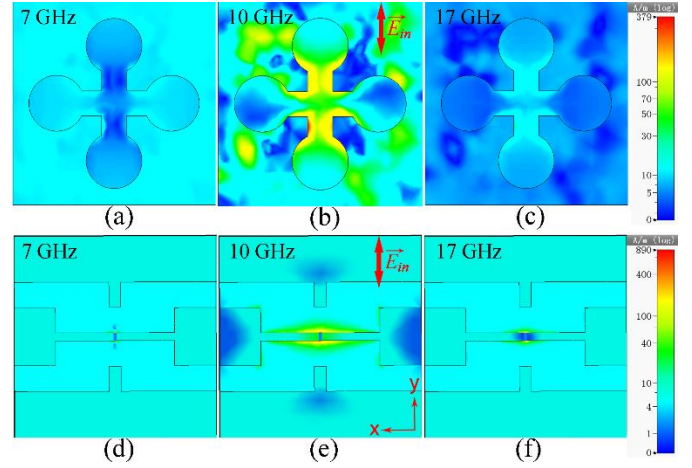 7 GHz
10 GHz
E_in
17 GHz
A/m (log)
379
100
70
50
30
10
5
0
(a)
(b)
(c)
7 GHz
10 GHz
E_in
17 GHz
A/m (log)
890
100
40
10
4
1
0
y
x
(d)
(e)
(f)